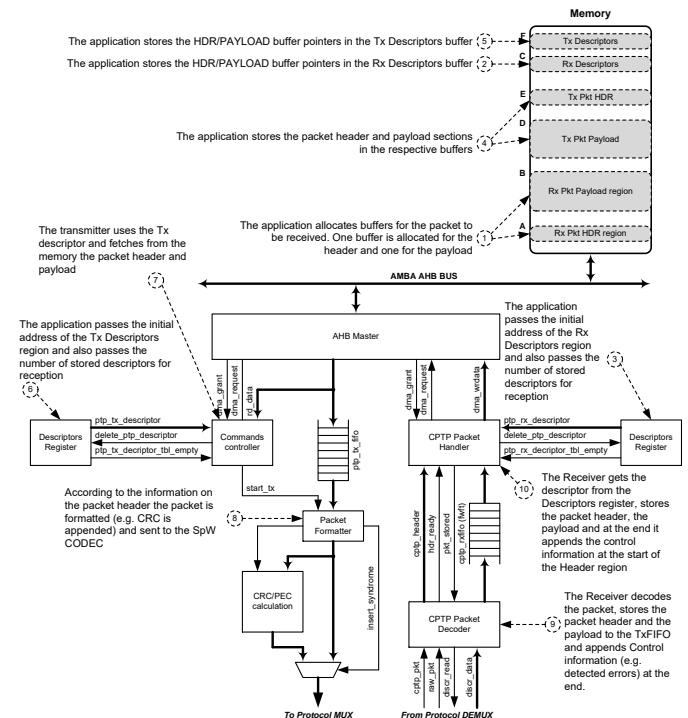 Memory
The application stores the HDR/PAYLOAD buffer pointers in the Tx Descriptors buffer
5
F
Tx Descriptors
The application stores the HDR/PAYLOAD buffer pointers in the Rx Descriptors buffer
2
C
Rx Descriptors
E
Tx Pkt HDR
The application stores the packet header and payload sections
in the respective buffers
4
D
Tx Pkt Payload
B
Rx Pkt Payload region
The application allocates buffers for the packet to
be received. One buffer is allocated for the
header and one for the payload
1
A
Rx Pkt HDR region
The transmitter uses the Tx
descriptor and fetches from the
memory the packet header and
payload
7
AMBA AHB BUS
The application passes the initial
address of the Tx Descriptors
region and also passes the
number of stored descriptors for
reception
6
AHB Master
The application
passes the initial
address of the Rx
Descriptors region
and also passes the
number of stored
descriptors for
reception
3
dma_grant
dma_request
rd_data
dma_grant
dma_request
dma_wrdata
Descriptors
Register
ptp_tx_descriptor
delete_ptp_descriptor
ptp_tx_decriptor_tbl_empty
Commands
controller
ptp_tx_fifo
CPTP Packet
Handler
ptp_rx_descriptor
delete_ptp_descriptor
ptp_rx_decriptor_tbl_empty
Descriptors
Register
start_tx
According to the information on
the packet header the packet is
formatted (e.g. CRC is
appended) and sent to the SpW
CODEC
8
Packet
Formatter
cptp_header
hdr_ready
pkt_stored
cptp_rxfifo (fwft)
10
The Receiver gets the
descriptor from the
Descriptors register, stores
the packet header, the
payload and at the end it
appends the control
information at the start of
the Header region
CRC/PEC
calculation
insert_syndrome
CPTP Packet
Decoder
9
The Receiver decodes
the packet, stores the
packet header and the
payload to the TxFIFO
and appends Control
information (e.g.
detected errors) at the
end.
cptp_pkt
raw_pkt
discr_read
discr_data
To Protocol MUX
From Protocol DEMUX